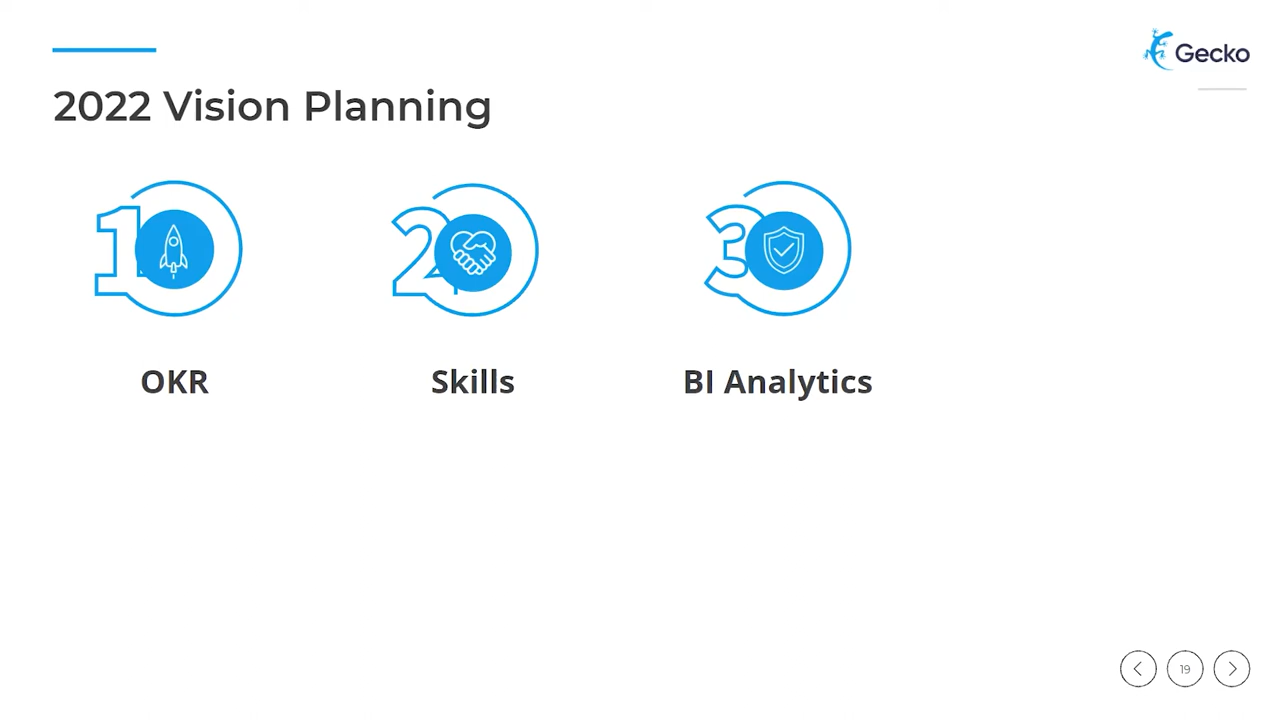 Gecko
2022 Vision Planning
1
2
3
OKR
Skills
BI Analytics
19